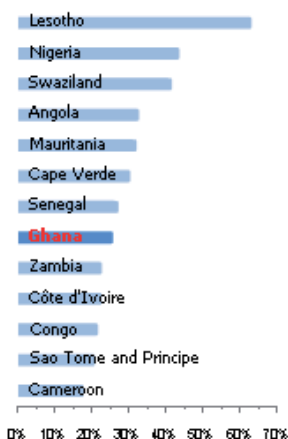 Lesotho
Nigeria
Swaziland
Angola
Mauritania
Cape Verde
Senegal
Ghana
Zambia
Côte d'Ivoire
Congo
Sao Tome and Principe
Cameroon
0% 10% 20% 30% 40% 50% 60% 70%